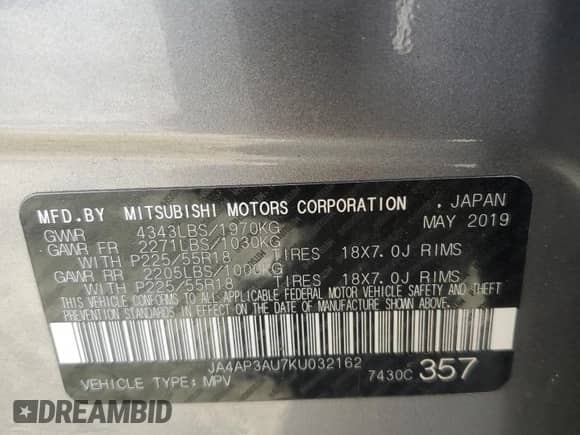 MFD.BY MITSUBISHI MOTORS CORPORATION . JAPAN
GVWR 4343LBS/1970KG MAY 2019
GAWR FR 2271LBS/1030KG
WITH P225/55R18 TIRES 18X7.0J RIMS
GAWR RR 2205LBS/1000KG
WITH P225/55R18 TIRES 18X7.0J RIMS
THIS VEHICLE CONFORMS TO ALL APPLICABLE FEDERAL MOTOR VEHICLE SAFETY AND THEFT
PREVENTION STANDARDS IN EFFECT ON THE DATE OF MANUFACTURE SHOWN ABOVE.
JA4AP3AU7KU032162
VEHICLE TYPE: MPV 7430C 357
DREAMBID